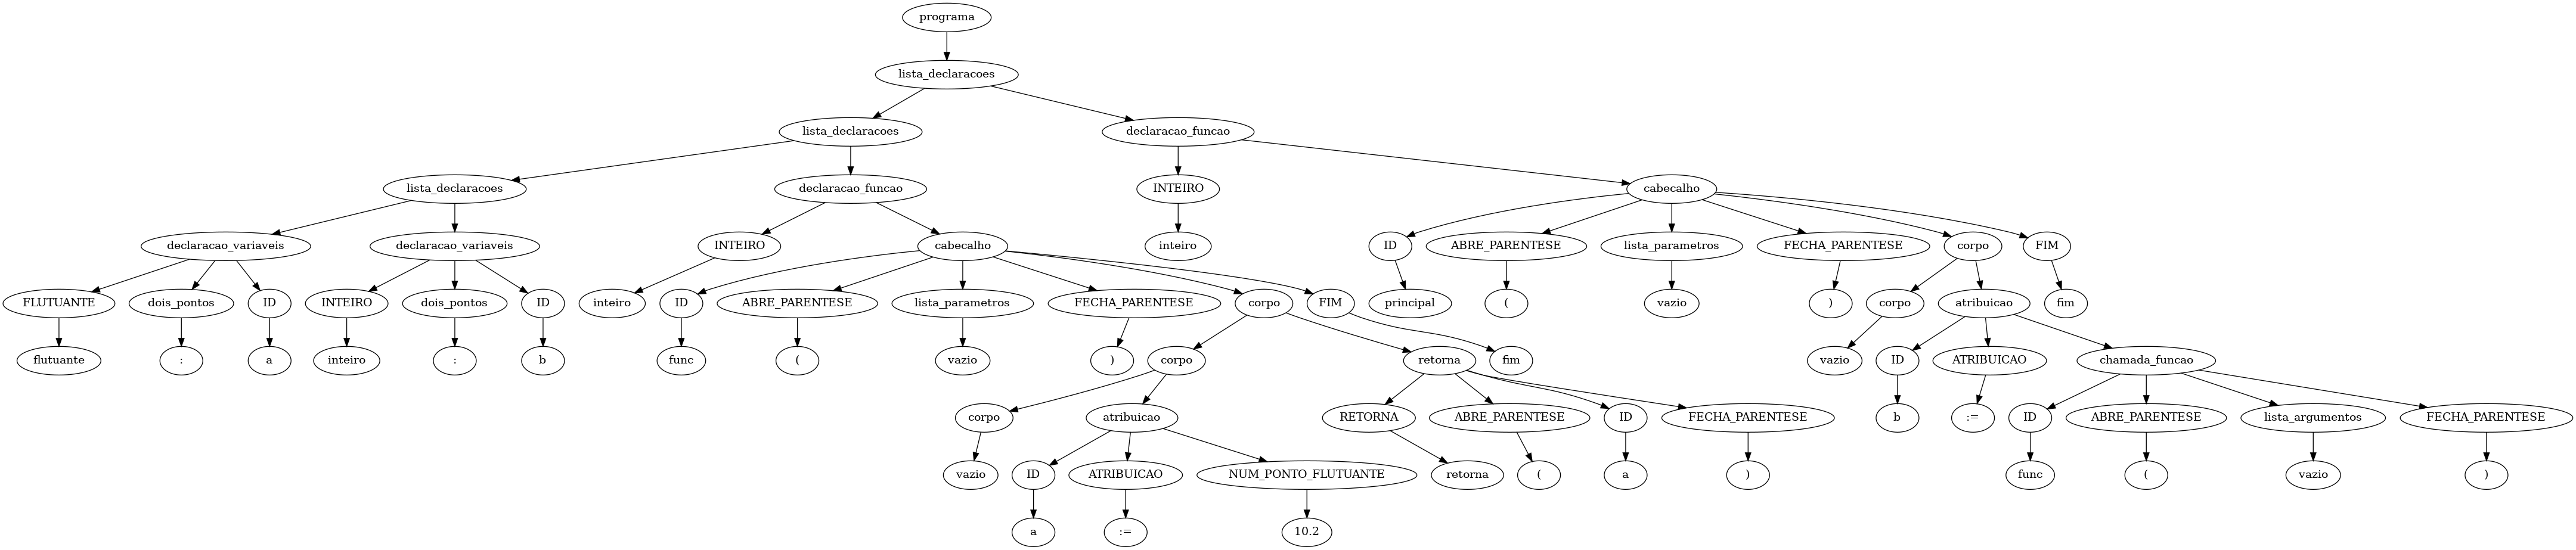 programa
lista_declaracoes
lista_declaracoes declaracao_funcao
lista_declaracoes declaracao_funcao INTEIRO cabecalho
declaracao_variaveis declaracao_variaveis INTEIRO cabecalho inteiro ID ABRE_PARENTESE lista_parametros FECHA_PARENTESE corpo FIM
FLUTUANTE dois_pontos ID INTEIRO dois_pontos ID inteiro ID ABRE_PARENTESE lista_parametros FECHA_PARENTESE corpo FIM principal ( vazio ) corpo atribuicao fim
flutuante : a inteiro : b func ( vazio ) corpo retorna fim vazio ID ATRIBUICAO chamada_funcao
corpo atribuicao RETORNA ABRE_PARENTESE ID FECHA_PARENTESE b := ID ABRE_PARENTESE lista_argumentos FECHA_PARENTESE
vazio ID ATRIBUICAO NUM_PONTO_FLUTUANTE retorna ( a ) func ( vazio )
a := 10.2